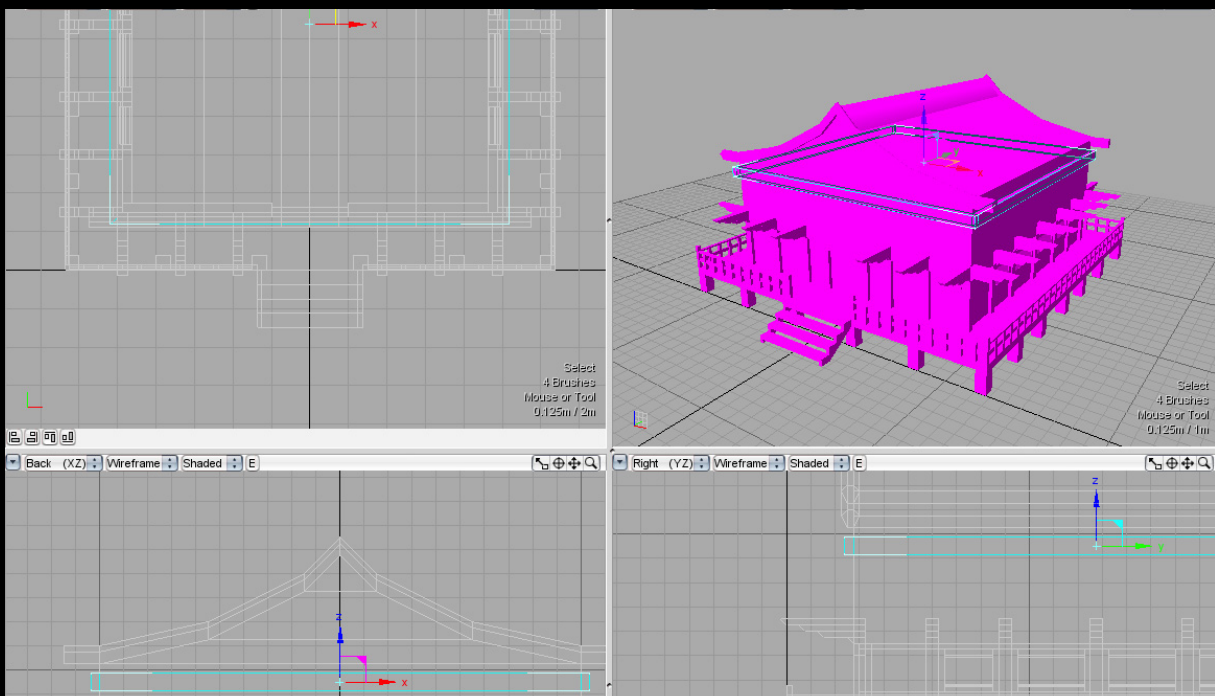 x
Select
4 Brushes
Mouse or Tool
0.125m / 2m
z
Y
x
Select
4 Brushes
Mouse or Tool
0.125m / 1m
Back (XZ) Wireframe Shaded E
z
x
Right (YZ) Wireframe Shaded E
z
Y